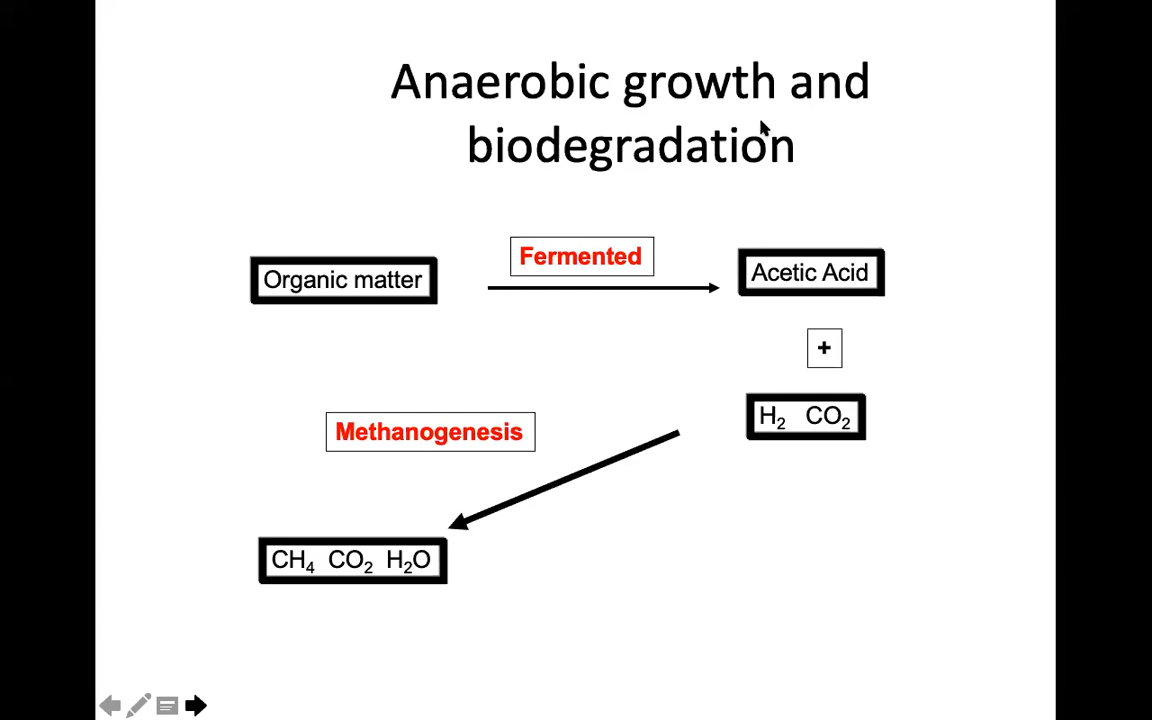 Anaerobic growth and
biodegradation
Fermented
Organic matter
Acetic Acid
+
H₂ CO₂
Methanogenesis
CH₄ CO₂ H₂O